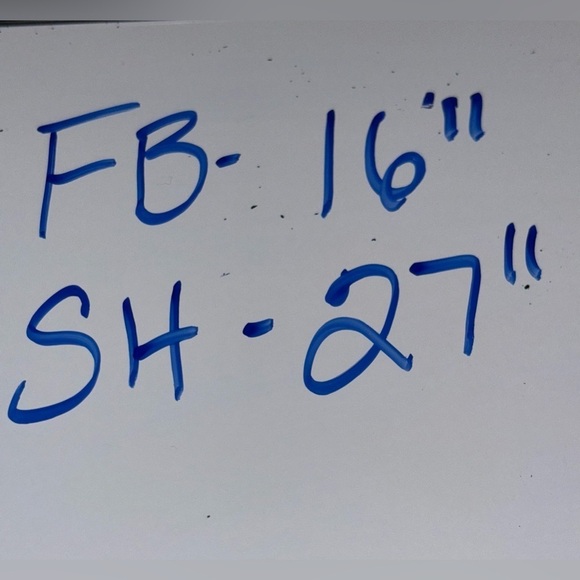 FB- 16"
SH - 27"